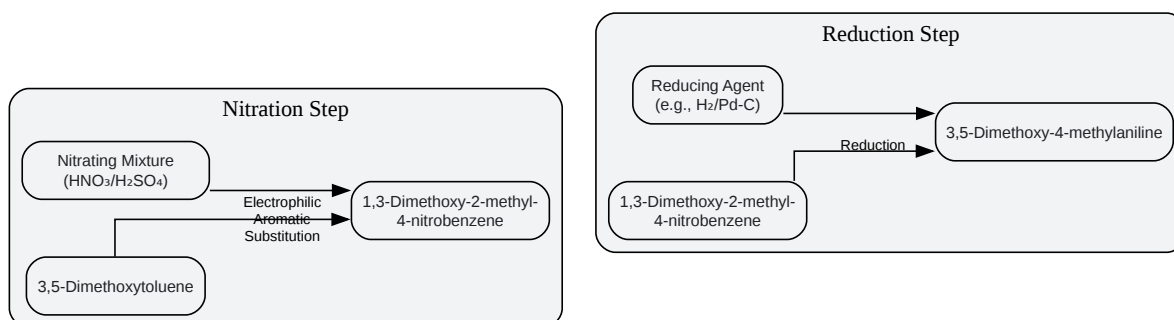 Nitration Step
Nitrating Mixture
(HNO₃/H₂SO₄)
Electrophilic
Aromatic
Substitution
1,3-Dimethoxy-2-methyl-
4-nitrobenzene
3,5-Dimethoxytoluene
Reduction Step
Reducing Agent
(e.g., H₂/Pd-C)
3,5-Dimethoxy-4-methylaniline
Reduction
1,3-Dimethoxy-2-methyl-
4-nitrobenzene